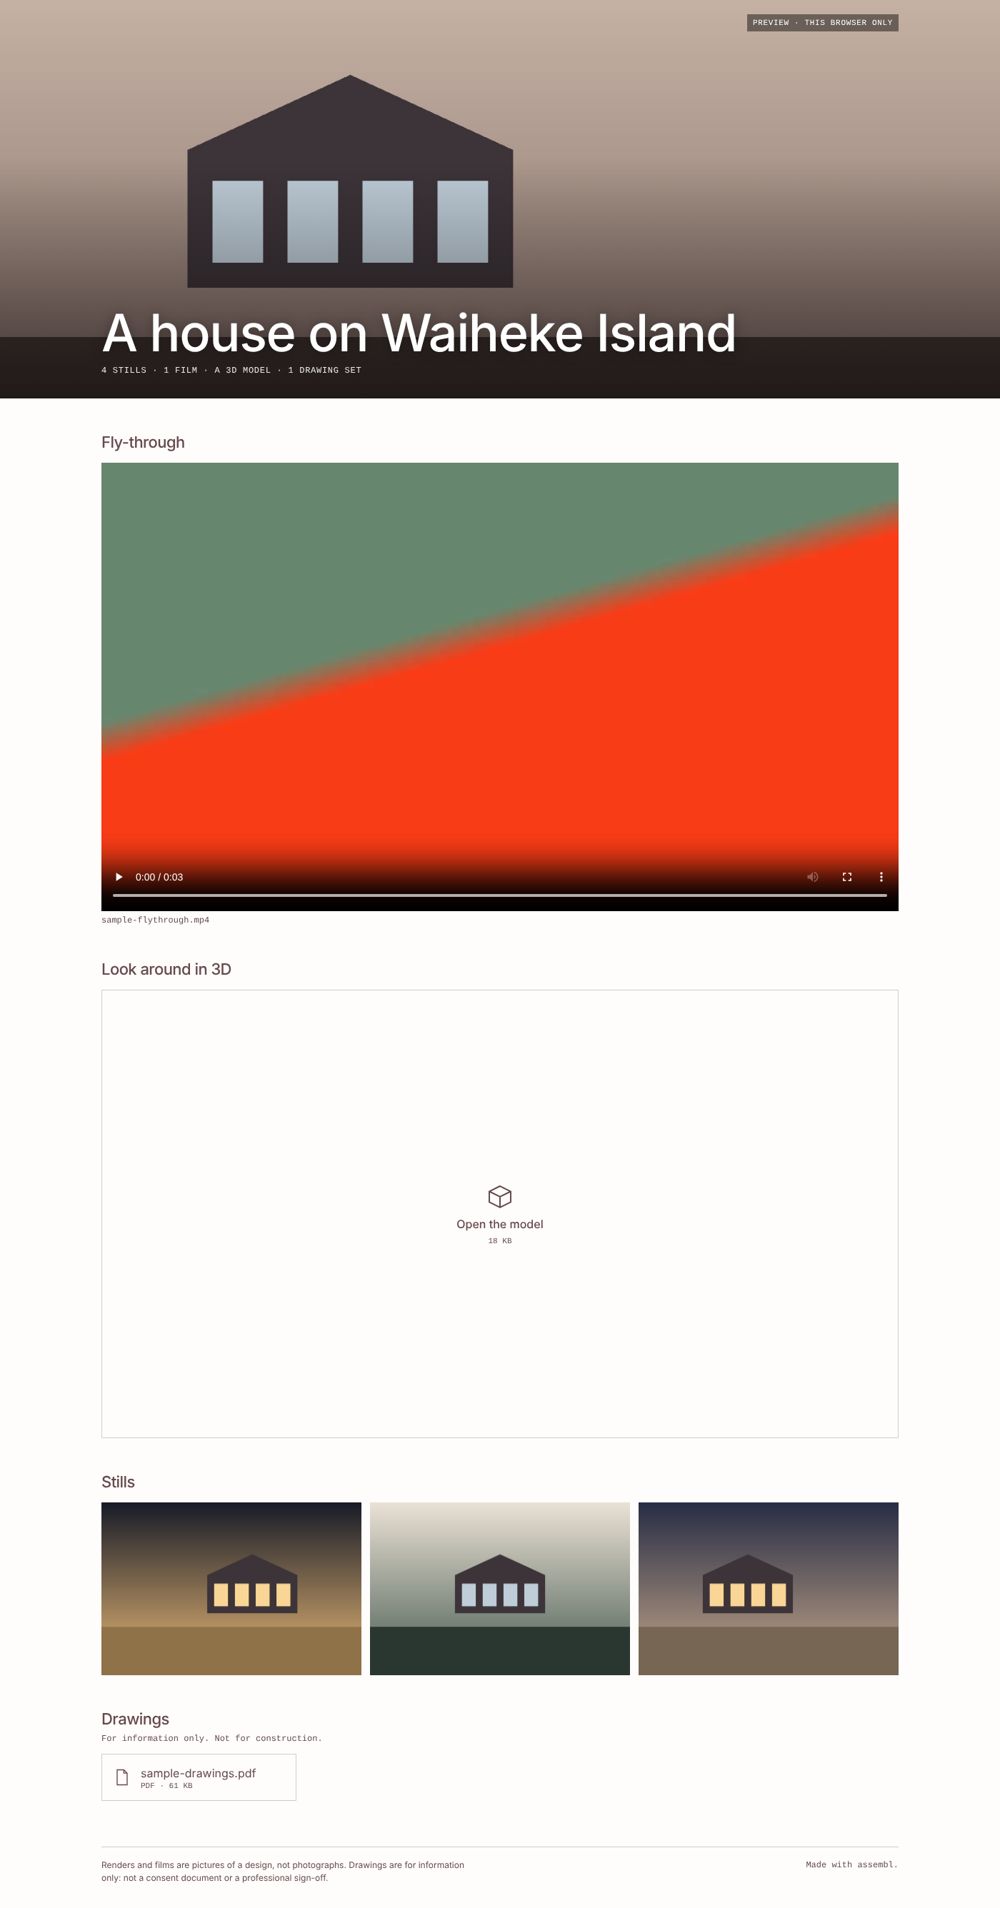 PREVIEW · THIS BROWSER ONLY
A house on Waiheke Island
4 STILLS · 1 FILM · A 3D MODEL · 1 DRAWING SET
Fly-through
0:00 / 0:03
sample-flythrough.mp4
Look around in 3D
Open the model
18 KB
Stills
Drawings
For information only. Not for construction.
sample-drawings.pdf
PDF · 61 KB
Renders and films are pictures of a design, not photographs. Drawings are for information
only: not a consent document or a professional sign-off.
Made with assembl.